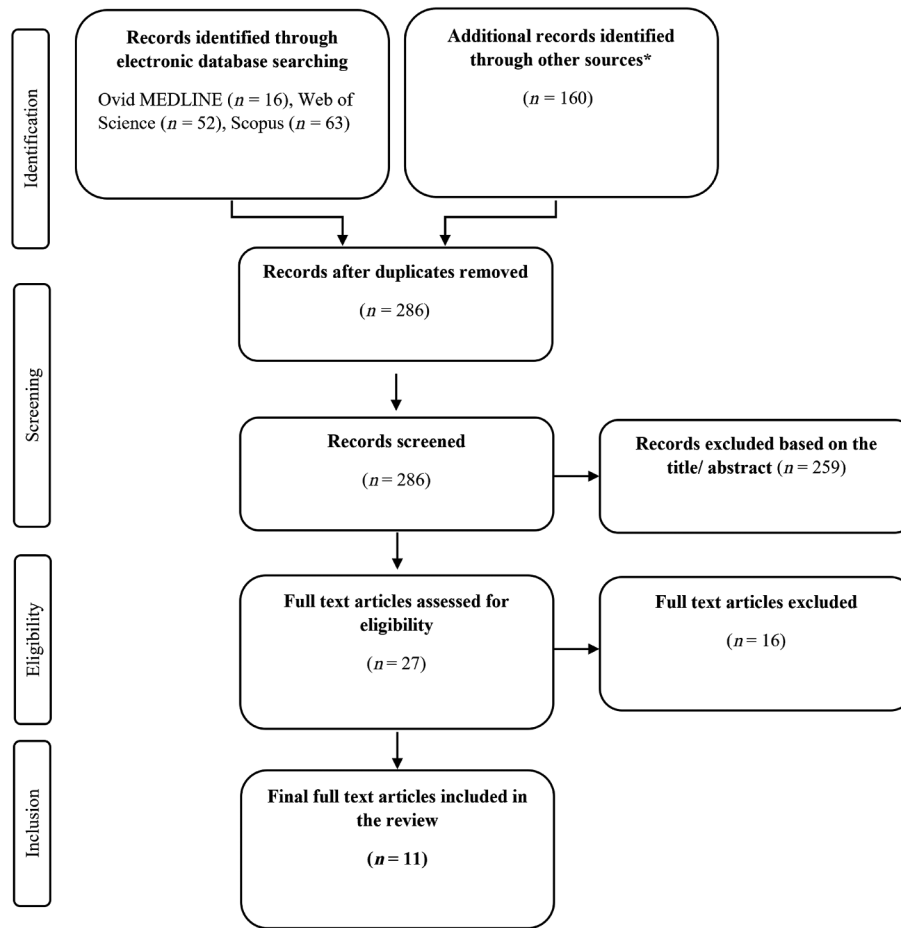 Identification
Records identified through
electronic database searching
Ovid MEDLINE (n = 16), Web of
Science (n = 52), Scopus (n = 63)
Additional records identified
through other sources*
(n = 160)
Screening
Records after duplicates removed
(n = 286)
Records screened
(n = 286)
Records excluded based on the
title/ abstract (n = 259)
Eligibility
Full text articles assessed for
eligibility
(n = 27)
Full text articles excluded
(n = 16)
Inclusion
Final full text articles included in
the review
(n = 11)